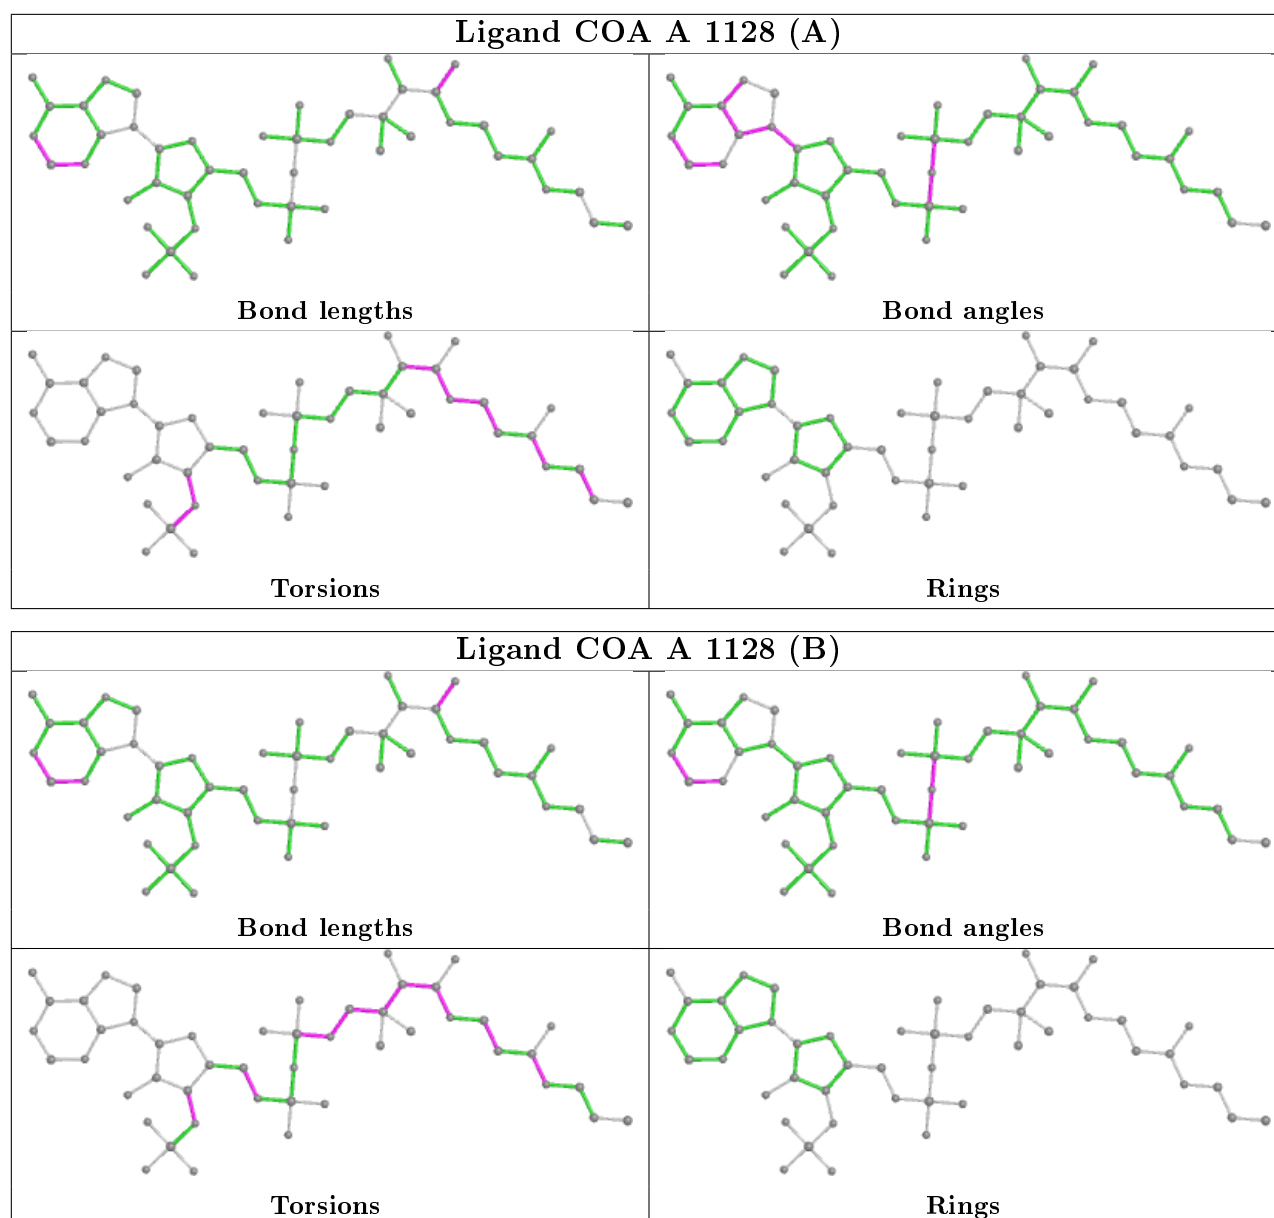 Ligand COA A 1128 (A)
Bond lengths
Bond angles
Torsions
Rings
Ligand COA A 1128 (B)
Bond lengths
Bond angles
Torsions
Rings